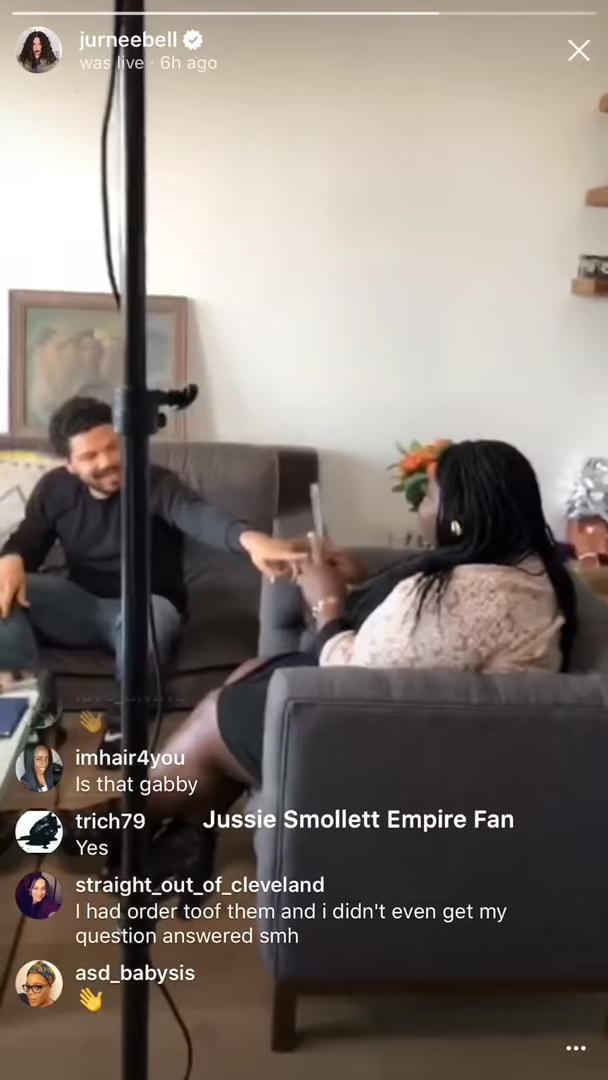 jurneebell
was live · 6h ago
imhair4you
Is that gabby
trich79
Jussie Smollett Empire Fan
Yes
straight_out_of_cleveland
I had order toof them and i didn't even get my
question answered smh
asd_babysis